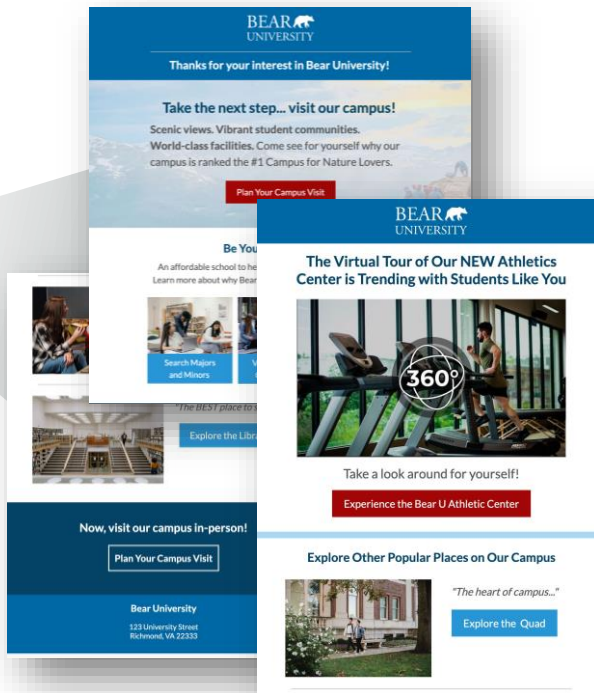 BEAR
UNIVERSITY
Thanks for your interest in Bear University!
Take the next step... visit our campus!
Scenic views. Vibrant student communities.
World-class facilities. Come see for yourself why our
campus is ranked the #1 Campus for Nature Lovers.
Plan Your Campus Visit
Be You
An affordable school to he
Learn more about why Bear
Search Majors
and Minors
"The BEST place to s
Explore the Libra
Now, visit our campus in-person!
Plan Your Campus Visit
Bear University
123 University Street
Richmond, VA 22333
BEAR
UNIVERSITY
The Virtual Tour of Our NEW Athletics
Center is Trending with Students Like You
360°
Take a look around for yourself!
Experience the Bear U Athletic Center
Explore Other Popular Places on Our Campus
"The heart of campus..."
Explore the Quad